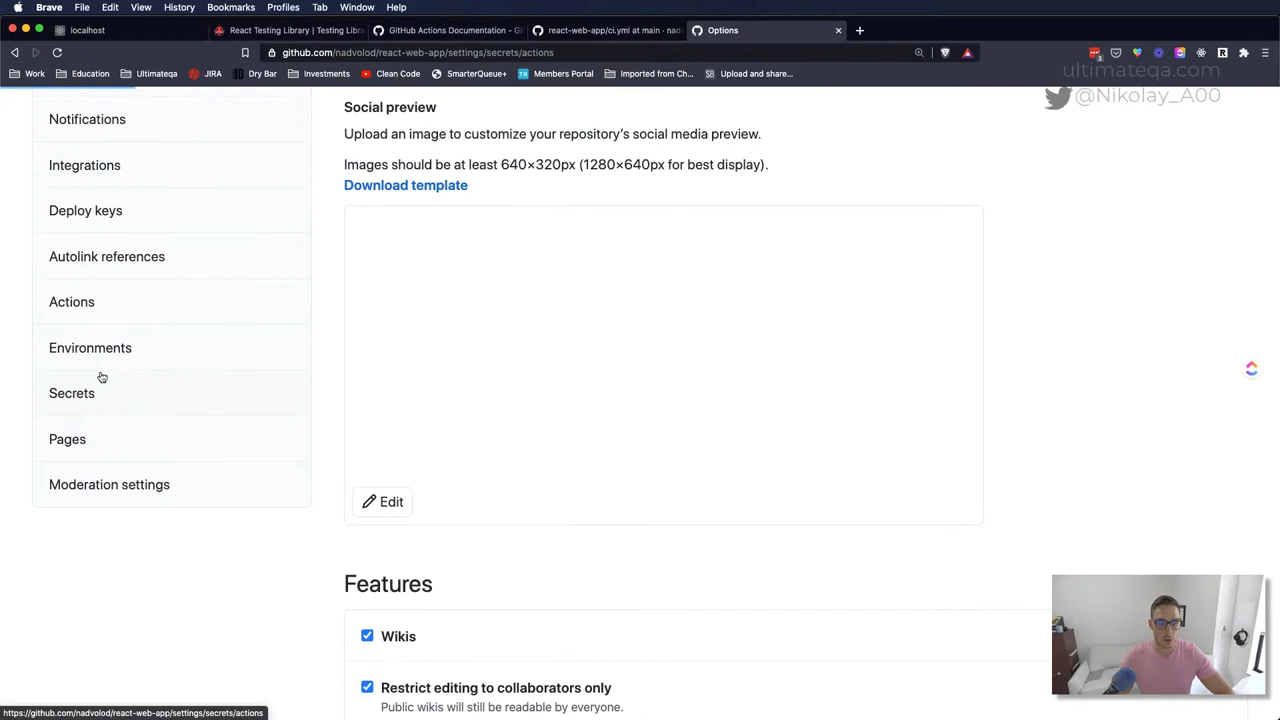 Brave File Edit View History Bookmarks Profiles Tab Window Help
localhost
React Testing Library | Testing Lib
GitHub Actions Documentation - Gi
react-web-app/ci.yml at main · nad
Options
github.com/nadvolod/react-web-app/settings/secrets/actions
Work Education Ultimateqa JIRA Dry Bar Investments Clean Code SmarterQueue+ Members Portal Imported from Ch... Upload and share...
ultimateqa.com
@Nikolay_A00
Notifications
Integrations
Deploy keys
Autolink references
Actions
Environments
Secrets
Pages
Moderation settings
Social preview
Upload an image to customize your repository's social media preview.
Images should be at least 640×320px (1280×640px for best display).
Download template
Edit
Features
Wikis
Restrict editing to collaborators only
Public wikis will still be readable by everyone.
https://github.com/nadvolod/react-web-app/settings/secrets/actions